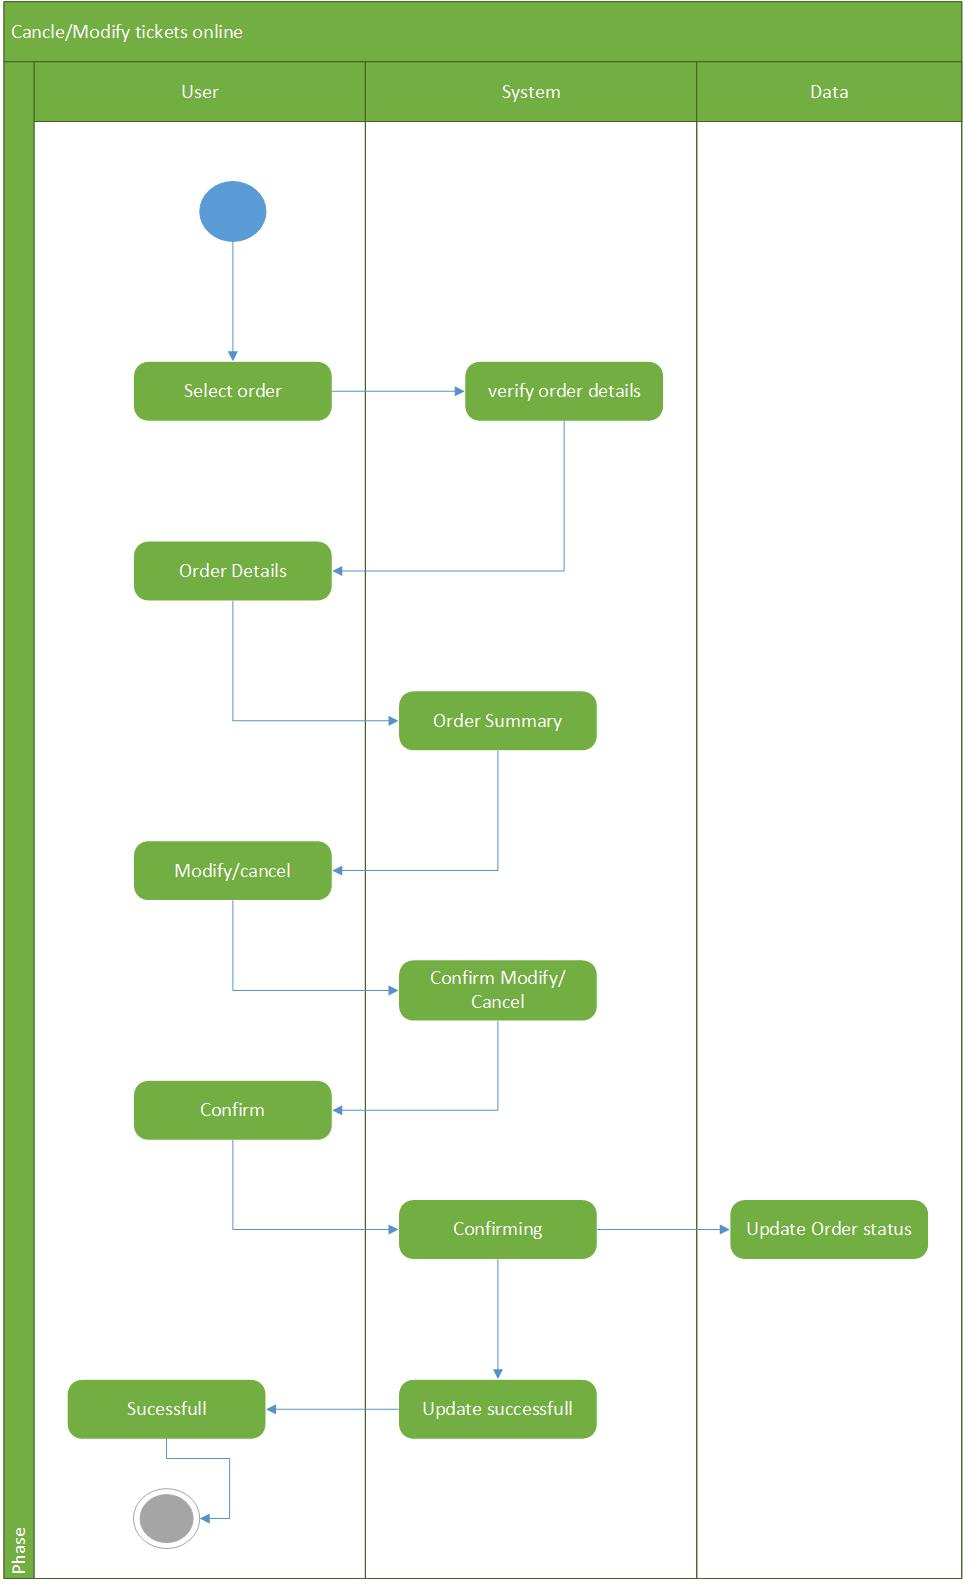 Cancle/Modify tickets online
User
System
Data
Select order
verify order details
Order Details
Order Summary
Modify/cancel
Confirm Modify/
Cancel
Confirm
Confirming
Update Order status
Sucessfull
Update successfull
Phase